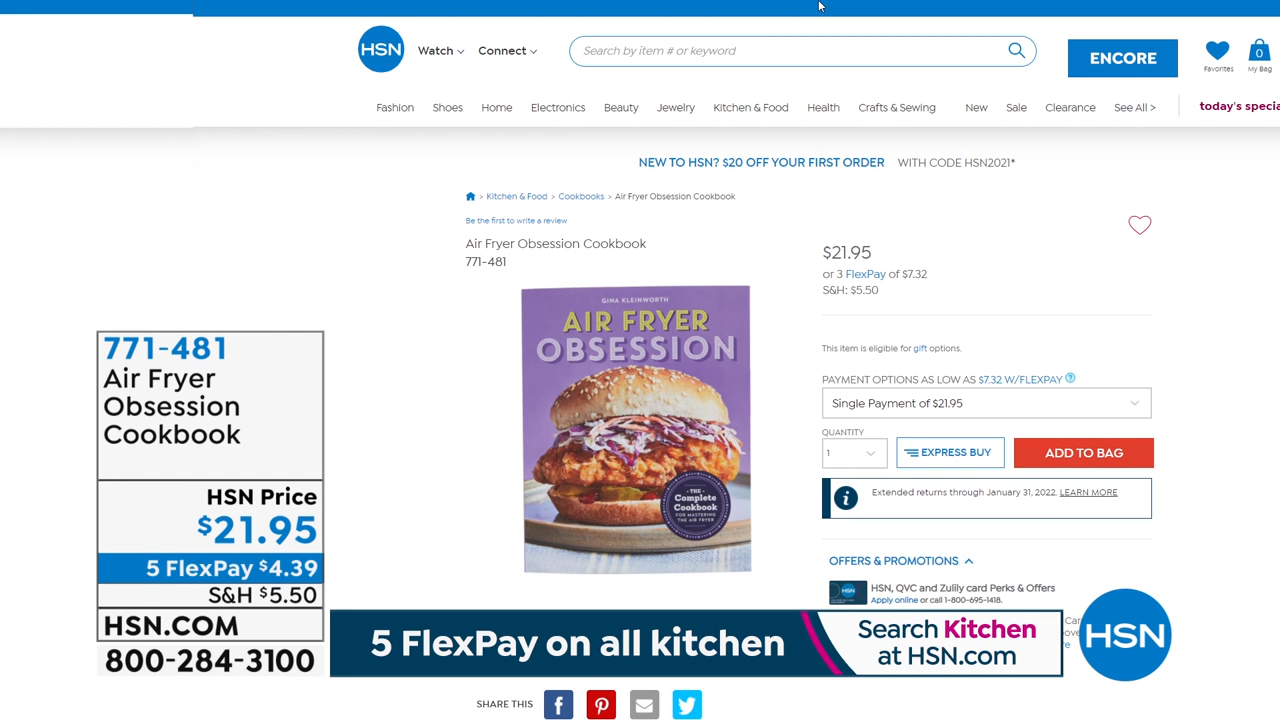 HSN
Watch
Connect
Search by item # or keyword
ENCORE
Favorites
0
My Bag
Fashion
Shoes
Home
Electronics
Beauty
Jewelry
Kitchen & Food
Health
Crafts & Sewing
New
Sale
Clearance
See All >
today's specia
NEW TO HSN? $20 OFF YOUR FIRST ORDER WITH CODE HSN2021*
> Kitchen & Food > Cookbooks > Air Fryer Obsession Cookbook
Be the first to write a review
Air Fryer Obsession Cookbook
771-481
GINA KLEINWORTH
AIR FRYER
OBSESSION
THE
Complete
Cookbook
FOR MASTERING
THE AIR FRYER
$21.95
or 3 FlexPay of $7.32
S&H: $5.50
This item is eligible for gift options.
PAYMENT OPTIONS AS LOW AS $7.32 W/FLEXPAY ?
Single Payment of $21.95
QUANTITY
1
EXPRESS BUY
ADD TO BAG
i
Extended returns through January 31, 2022. LEARN MORE
OFFERS & PROMOTIONS
HSN
HSN, QVC and Zulily card Perks & Offers
Apply online or call 1-800-695-1418.
771-481
Air Fryer
Obsession
Cookbook
HSN Price
$21.95
5 FlexPay $4.39
S&H $5.50
HSN.COM
800-284-3100
5 FlexPay on all kitchen
Search Kitchen
at HSN.com
HSN
SHARE THIS